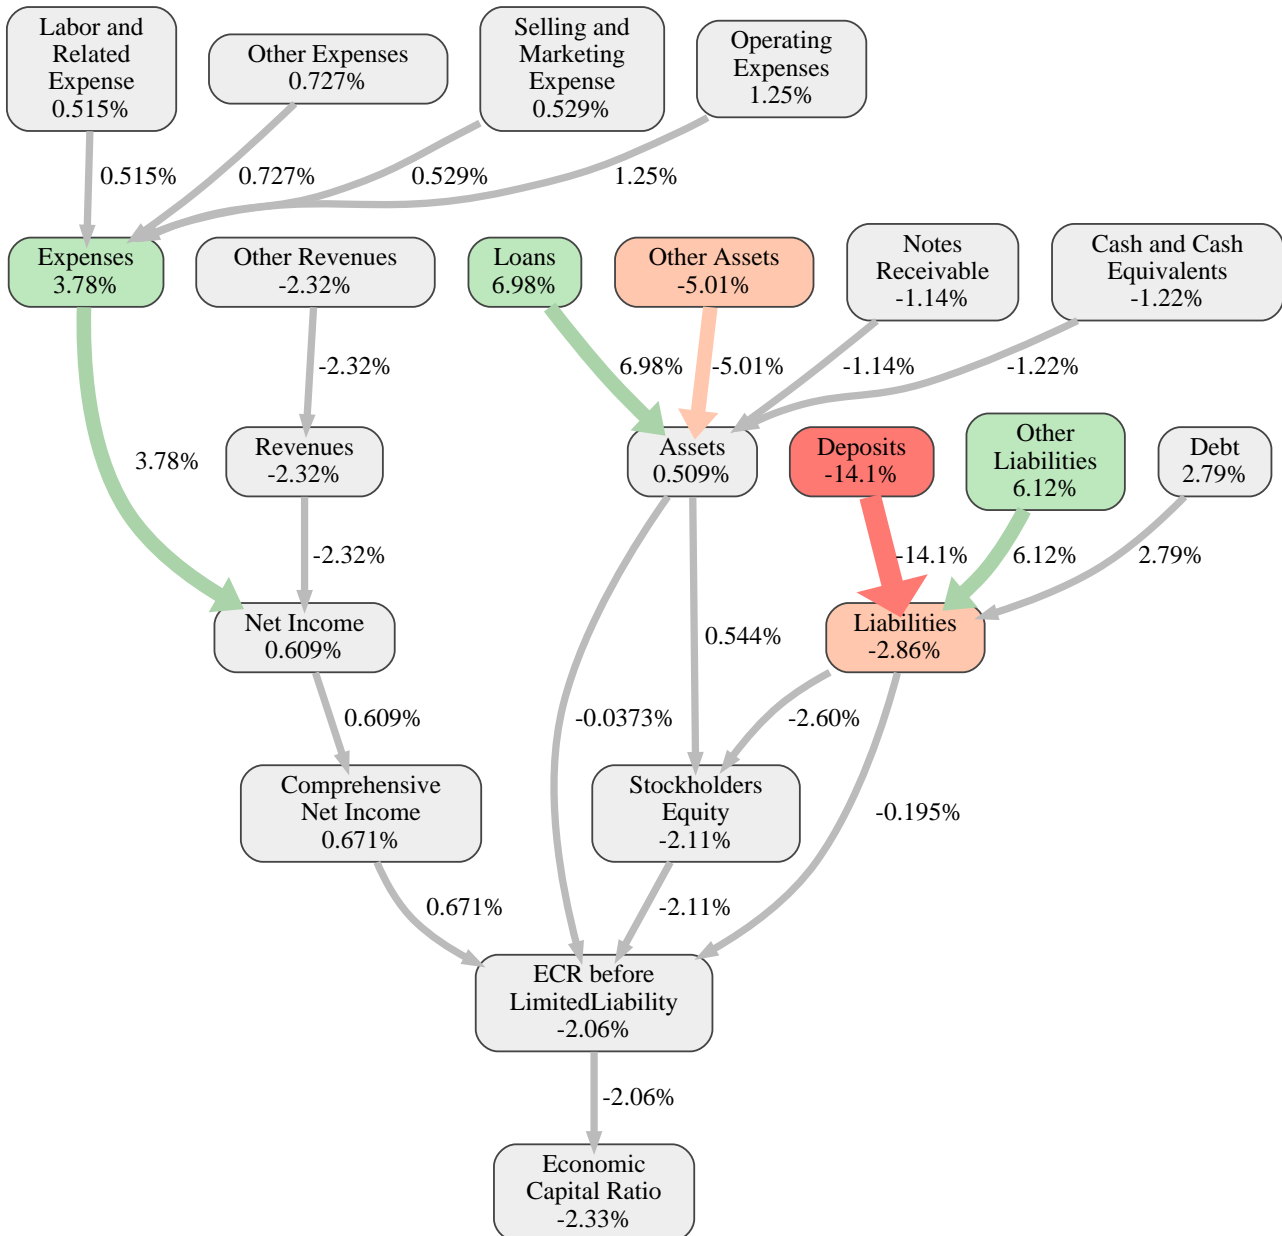 Labor and
Related
Expense
0.515%
Other Expenses
0.727%
Selling and
Marketing
Expense
0.529%
Operating
Expenses
1.25%
0.515%
0.727%
0.529%
1.25%
Expenses
3.78%
Other Revenues
-2.32%
Loans
6.98%
Other Assets
-5.01%
Notes
Receivable
-1.14%
Cash and Cash
Equivalents
-1.22%
-2.32%
6.98%
-5.01%
-1.14%
-1.22%
3.78%
Revenues
-2.32%
Assets
0.509%
Deposits
-14.1%
Other
Liabilities
6.12%
Debt
2.79%
-2.32%
-14.1%
6.12%
2.79%
Net Income
0.609%
0.544%
Liabilities
-2.86%
0.609%
-0.0373%
-2.60%
Comprehensive
Net Income
0.671%
Stockholders
Equity
-2.11%
-0.195%
0.671%
-2.11%
ECR before
LimitedLiability
-2.06%
-2.06%
Economic
Capital Ratio
-2.33%